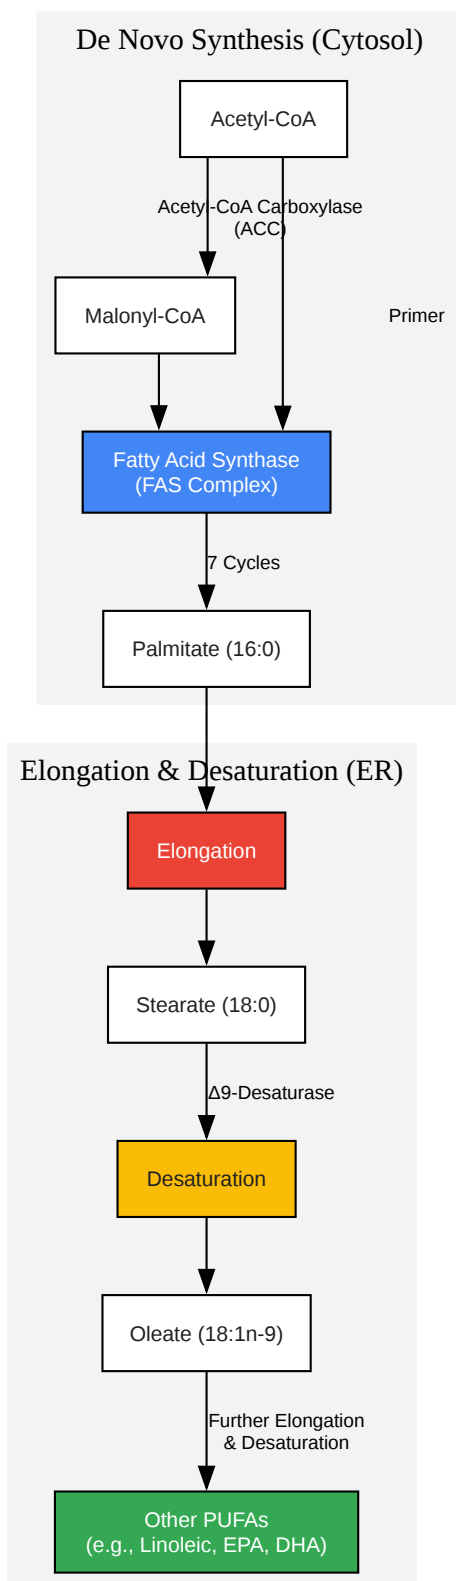 De Novo Synthesis (Cytosol)
Acetyl-CoA
Acetyl-CoA Carboxylase
(ACC)
Malonyl-CoA
Primer
Fatty Acid Synthase
(FAS Complex)
7 Cycles
Palmitate (16:0)
Elongation & Desaturation (ER)
Elongation
Stearate (18:0)
Δ9-Desaturase
Desaturation
Oleate (18:1n-9)
Further Elongation
& Desaturation
Other PUFAs
(e.g., Linoleic, EPA, DHA)